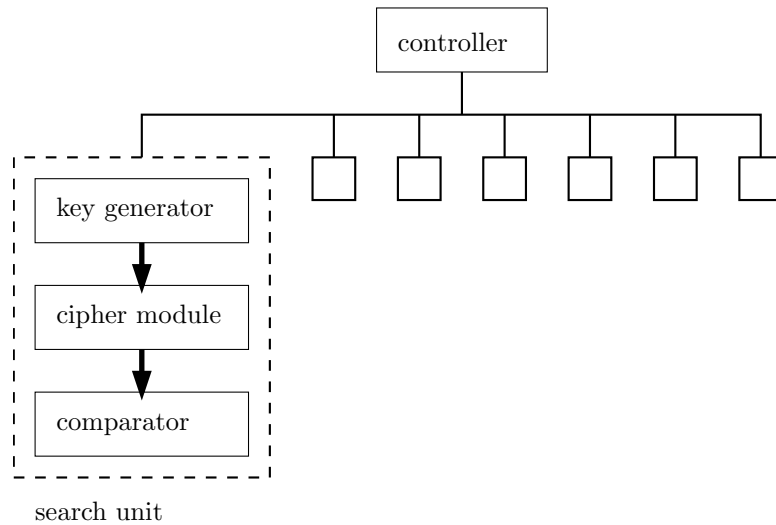 controller
key generator
cipher module
comparator
search unit